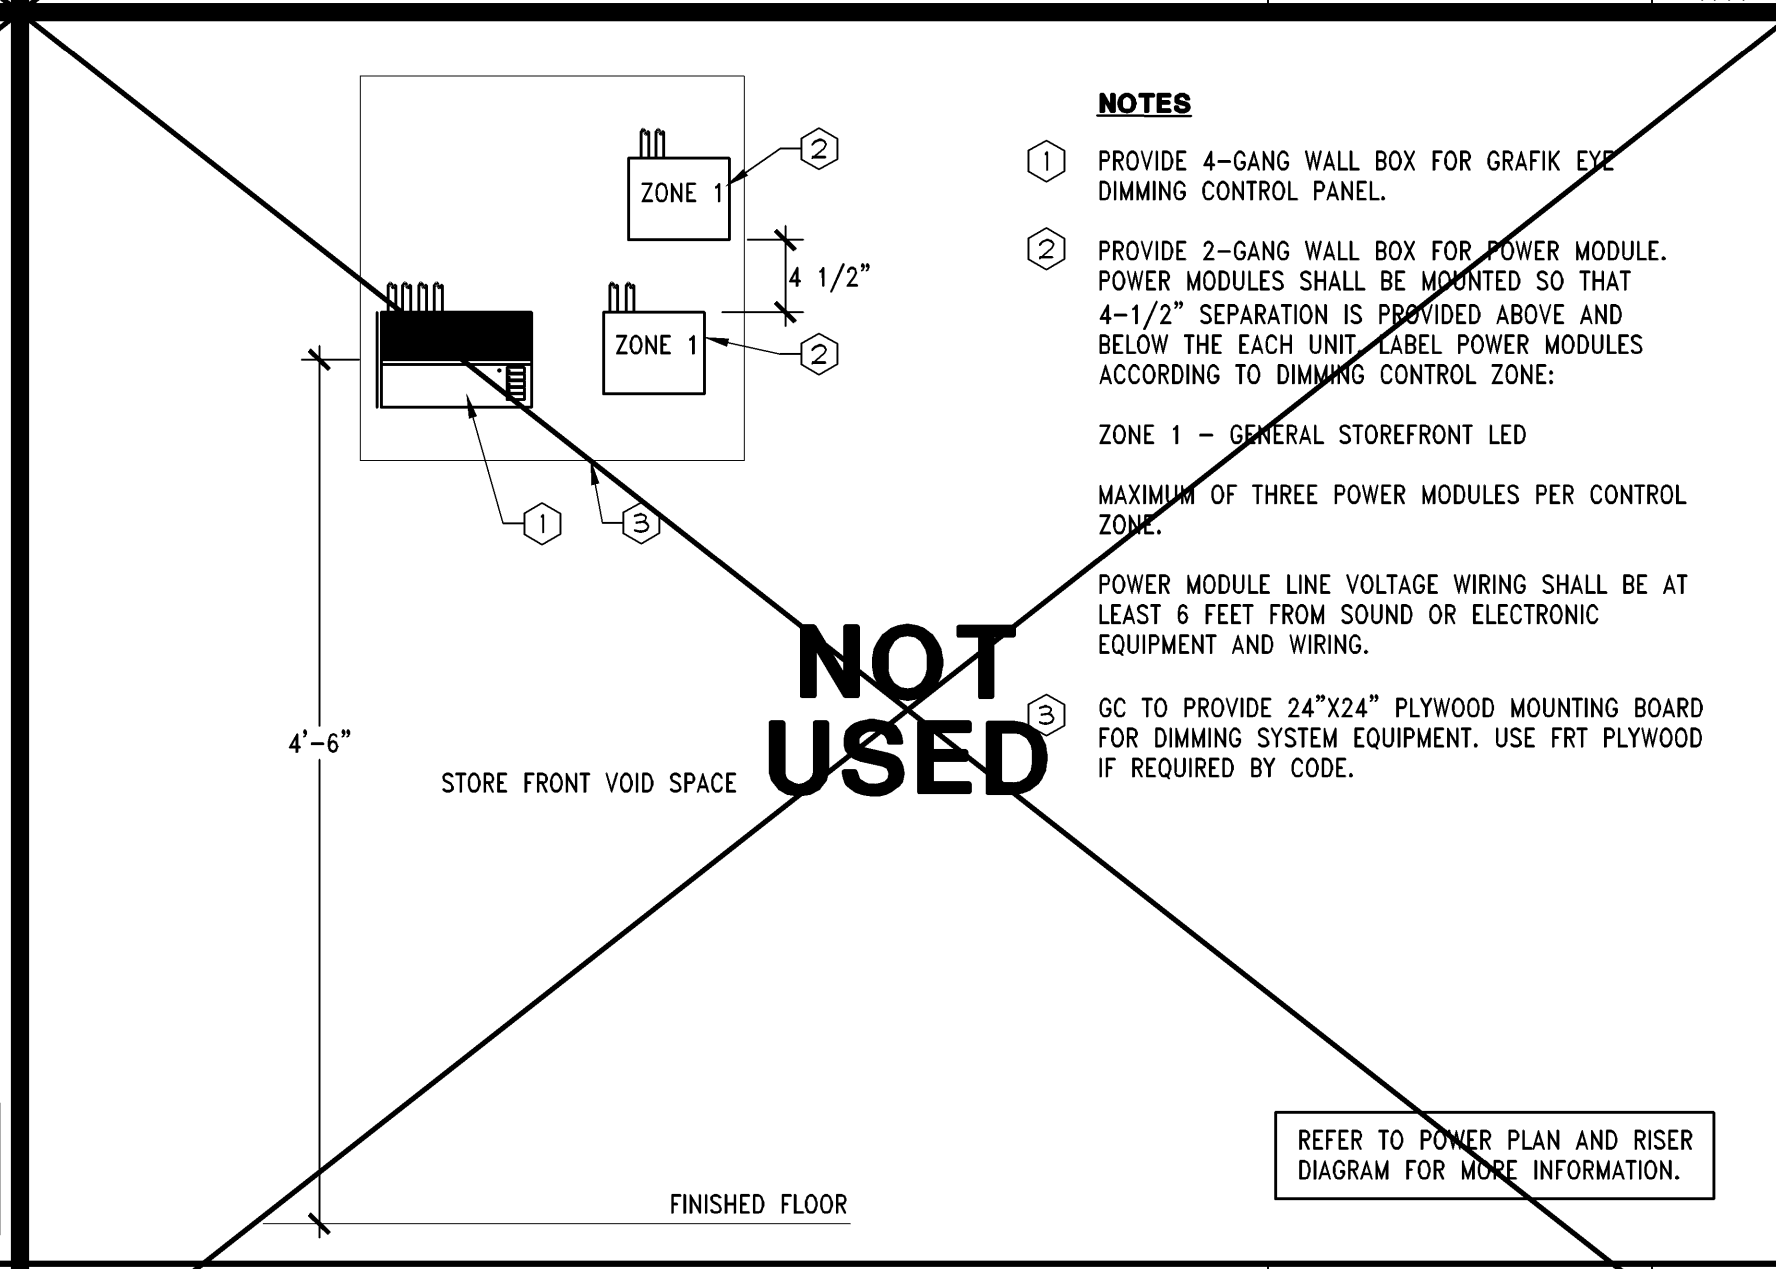 ZONE 1
2
4 1/2"
ZONE 1
2
1
3
4'-6"
STORE FRONT VOID SPACE
FINISHED FLOOR
NOT
USED
NOTES
1 PROVIDE 4-GANG WALL BOX FOR GRAFIK EYE
DIMMING CONTROL PANEL.
2 PROVIDE 2-GANG WALL BOX FOR POWER MODULE.
POWER MODULES SHALL BE MOUNTED SO THAT
4-1/2" SEPARATION IS PROVIDED ABOVE AND
BELOW THE EACH UNIT. LABEL POWER MODULES
ACCORDING TO DIMMING CONTROL ZONE:
ZONE 1 - GENERAL STOREFRONT LED
MAXIMUM OF THREE POWER MODULES PER CONTROL
ZONE.
POWER MODULE LINE VOLTAGE WIRING SHALL BE AT
LEAST 6 FEET FROM SOUND OR ELECTRONIC
EQUIPMENT AND WIRING.
3 GC TO PROVIDE 24"X24" PLYWOOD MOUNTING BOARD
FOR DIMMING SYSTEM EQUIPMENT. USE FRT PLYWOOD
IF REQUIRED BY CODE.
REFER TO POWER PLAN AND RISER
DIAGRAM FOR MORE INFORMATION.